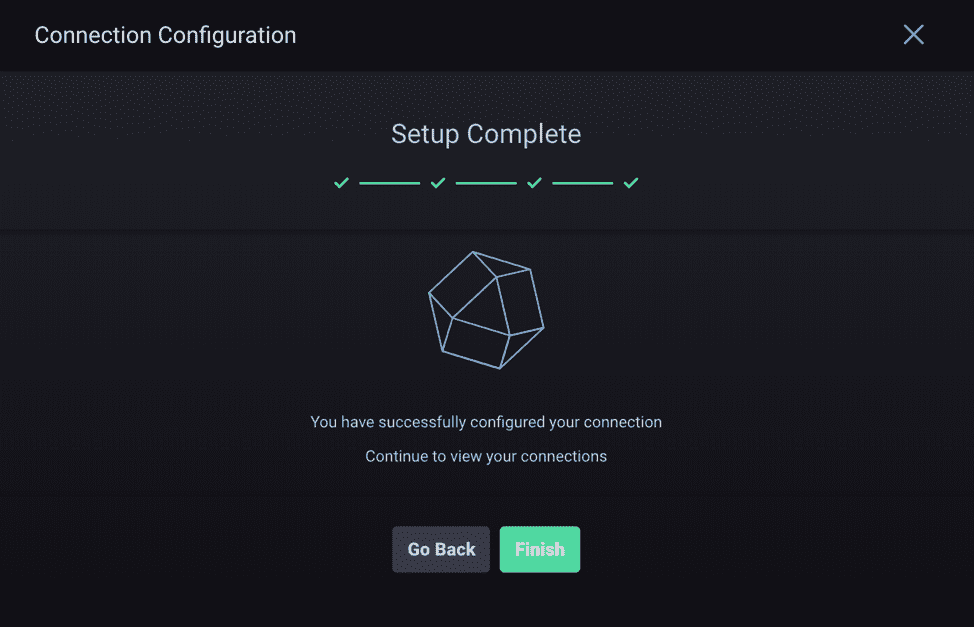 Connection Configuration
Setup Complete
You have successfully configured your connection
Continue to view your connections
Go Back
Finish